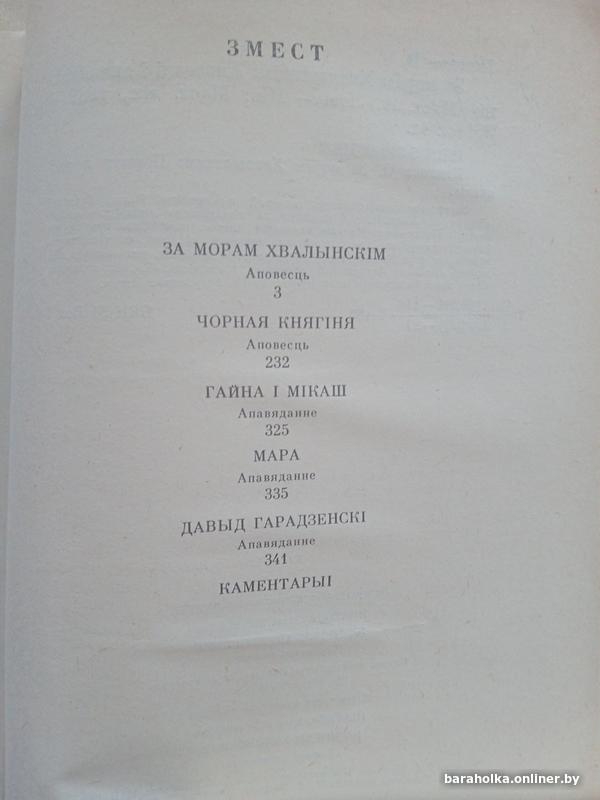 ЗМЕСТ
ЗА МОРАМ ХВАЛЫНСКІМ
Аповесць
3
ЧОРНАЯ КНЯГІНЯ
Аповесць
232
ГАЙНА І МІКАШ
Апавяданне
325
МАРА
Апавяданне
335
ДАВЫД ГАРАДЗЕНСКІ
Апавяданне
341
КАМЕНТАРЫІ
baraholka.onliner.by